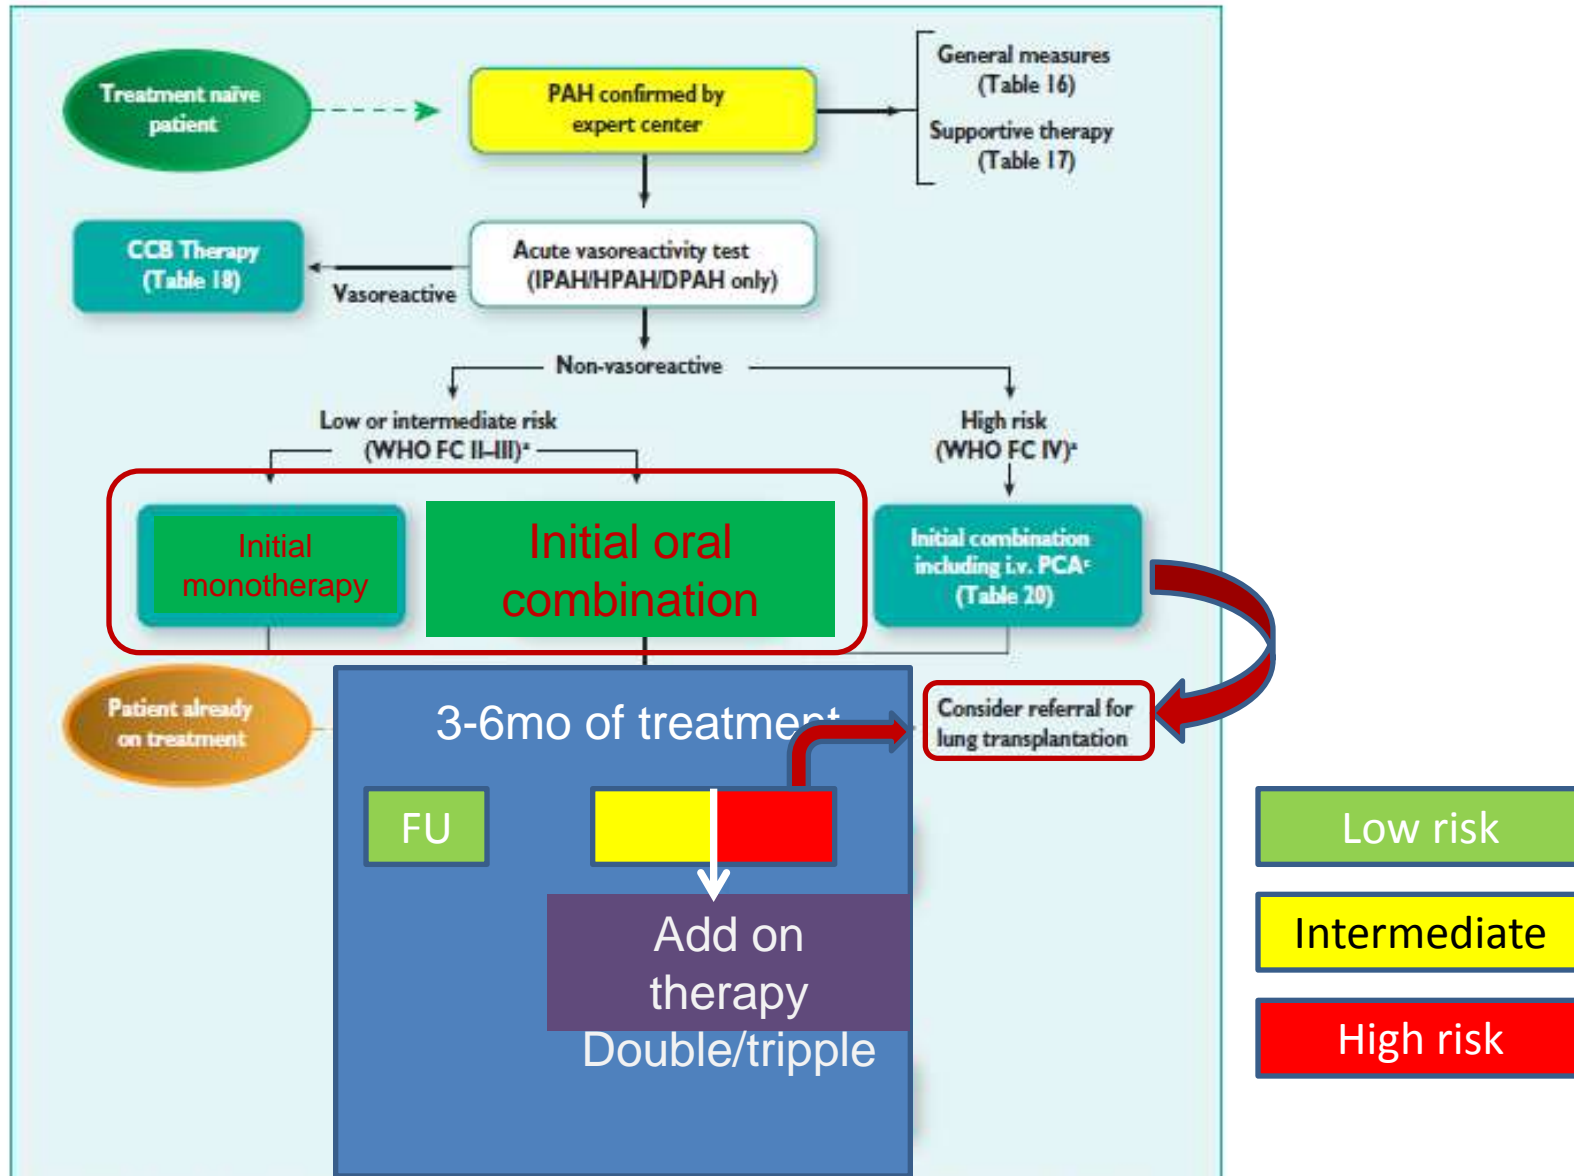 Treatment naïve
patient
PAH confirmed by
expert center
General measures
(Table 16)
Supportive therapy
(Table 17)
CCB Therapy
(Table 18)
Vasoreactive
Acute vasoreactivity test
(IPAH/HPAH/DPAH only)
Non-vasoreactive
Low or intermediate risk
(WHO FC II–III)ᵃ
High risk
(WHO FC IV)ᵃ
Initial
monotherapy
Initial oral
combination
Initial combination
including i.v. PCAᶜ
(Table 20)
Patient already
on treatment
3-6mo of treatment
Consider referral for
lung transplantation
FU
Add on
therapy
Double/tripple
Low risk
Intermediate
High risk